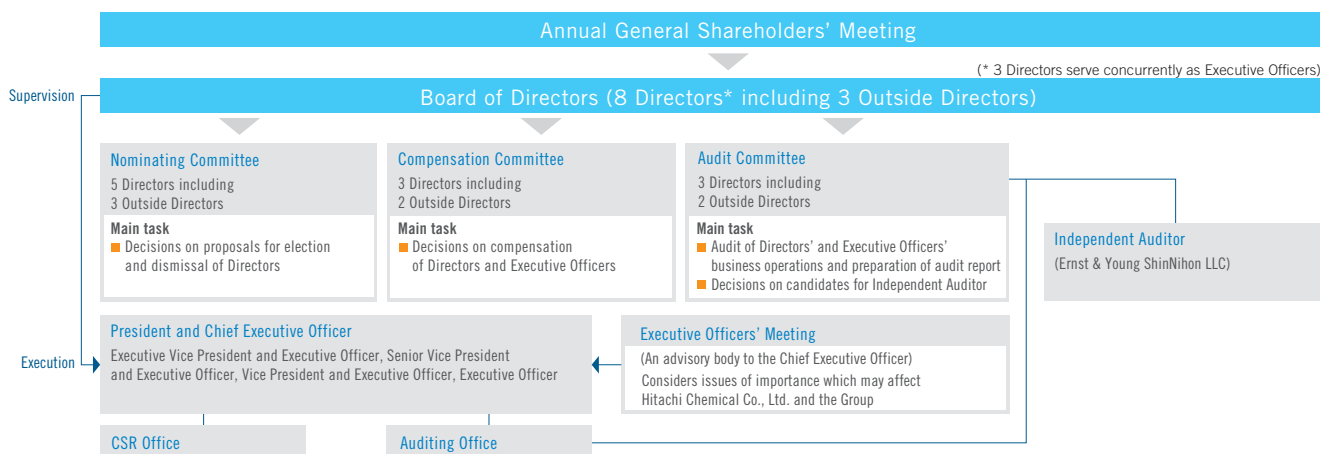 Annual General Shareholders' Meeting
(* 3 Directors serve concurrently as Executive Officers)
Supervision
Board of Directors (8 Directors* including 3 Outside Directors)
Nominating Committee
5 Directors including
3 Outside Directors
Main task
Decisions on proposals for election
and dismissal of Directors
Compensation Committee
3 Directors including
2 Outside Directors
Main task
Decisions on compensation
of Directors and Executive Officers
Audit Committee
3 Directors including
2 Outside Directors
Main task
Audit of Directors' and Executive Officers'
business operations and preparation of audit report
Decisions on candidates for Independent Auditor
Independent Auditor
(Ernst & Young ShinNihon LLC)
Execution
President and Chief Executive Officer
Executive Vice President and Executive Officer, Senior Vice President
and Executive Officer, Vice President and Executive Officer, Executive Officer
Executive Officers' Meeting
(An advisory body to the Chief Executive Officer)
Considers issues of importance which may affect
Hitachi Chemical Co., Ltd. and the Group
CSR Office
Auditing Office